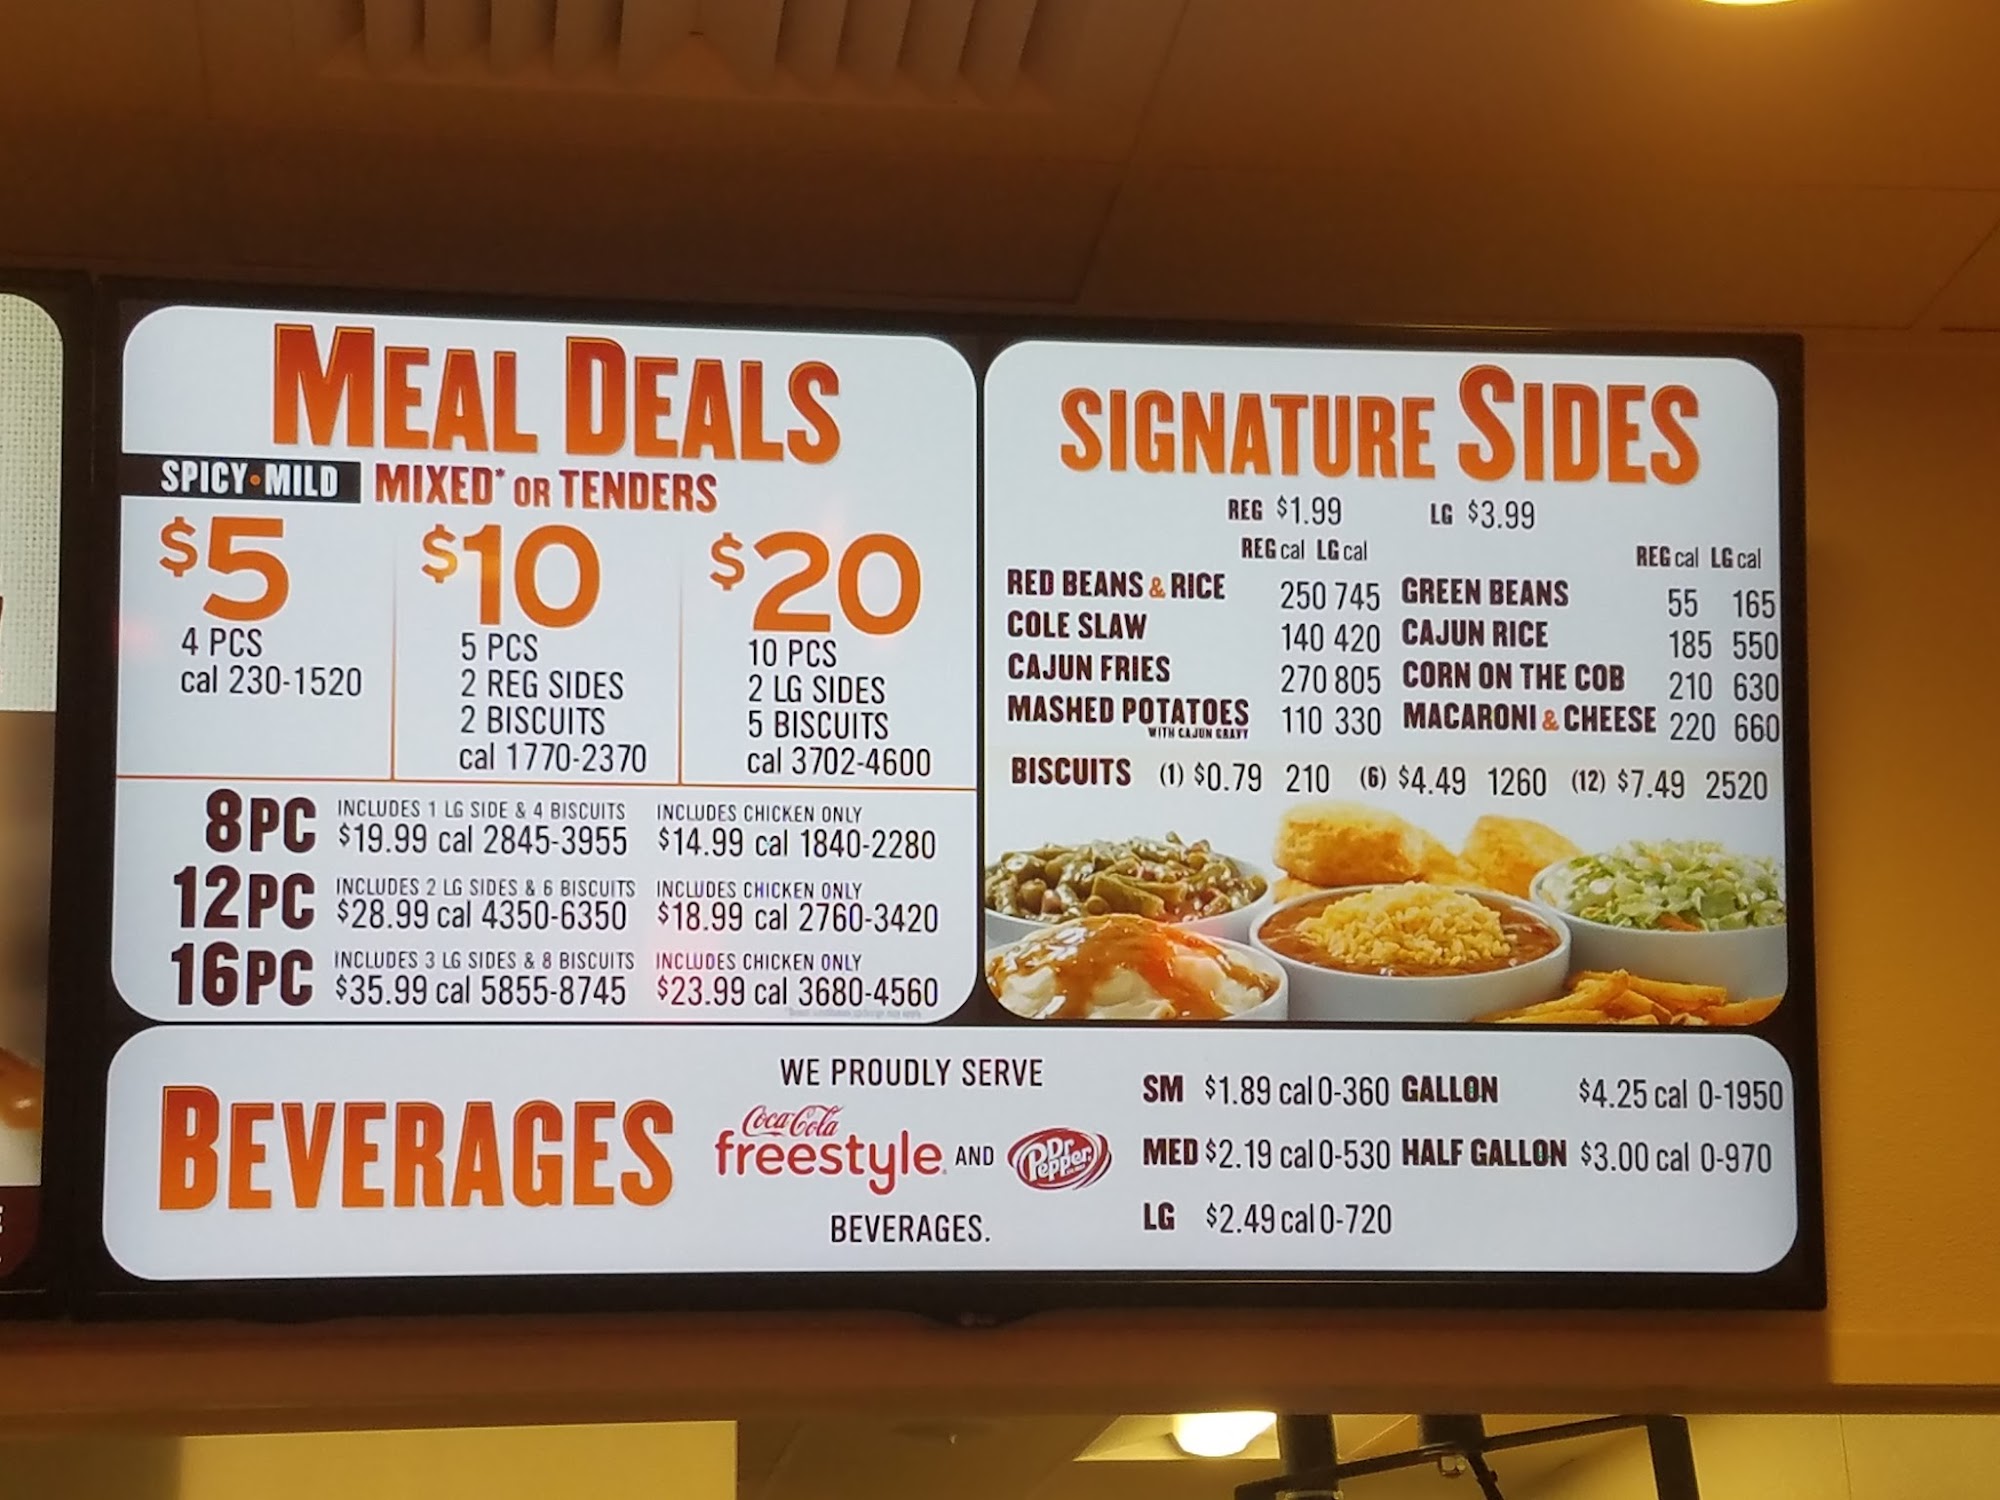 MEAL DEALS
SPICY • MILD MIXED* OR TENDERS
$5
4 PCS
cal 230-1520
$10
5 PCS
2 REG SIDES
2 BISCUITS
cal 1770-2370
$20
10 PCS
2 LG SIDES
5 BISCUITS
cal 3702-4600
8PC INCLUDES 1 LG SIDE & 4 BISCUITS INCLUDES CHICKEN ONLY
$19.99 cal 2845-3955 $14.99 cal 1840-2280
12PC INCLUDES 2 LG SIDES & 6 BISCUITS INCLUDES CHICKEN ONLY
$28.99 cal 4350-6350 $18.99 cal 2760-3420
16PC INCLUDES 3 LG SIDES & 8 BISCUITS INCLUDES CHICKEN ONLY
$35.99 cal 5855-8745 $23.99 cal 3680-4560
SIGNATURE SIDES
REG $1.99 LG $3.99
REG cal LG cal REG cal LG cal
RED BEANS & RICE 250 745 GREEN BEANS 55 165
COLE SLAW 140 420 CAJUN RICE 185 550
CAJUN FRIES 270 805 CORN ON THE COB 210 630
MASHED POTATOES 110 330 MACARONI & CHEESE 220 660
WITH CAJUN GRAVY
BISCUITS (1) $0.79 210 (6) $4.49 1260 (12) $7.49 2520
BEVERAGES
WE PROUDLY SERVE
Coca-Cola
freestyle AND Dr Pepper
BEVERAGES.
SM $1.89 cal 0-360 GALLON $4.25 cal 0-1950
MED $2.19 cal 0-530 HALF GALLON $3.00 cal 0-970
LG $2.49 cal 0-720